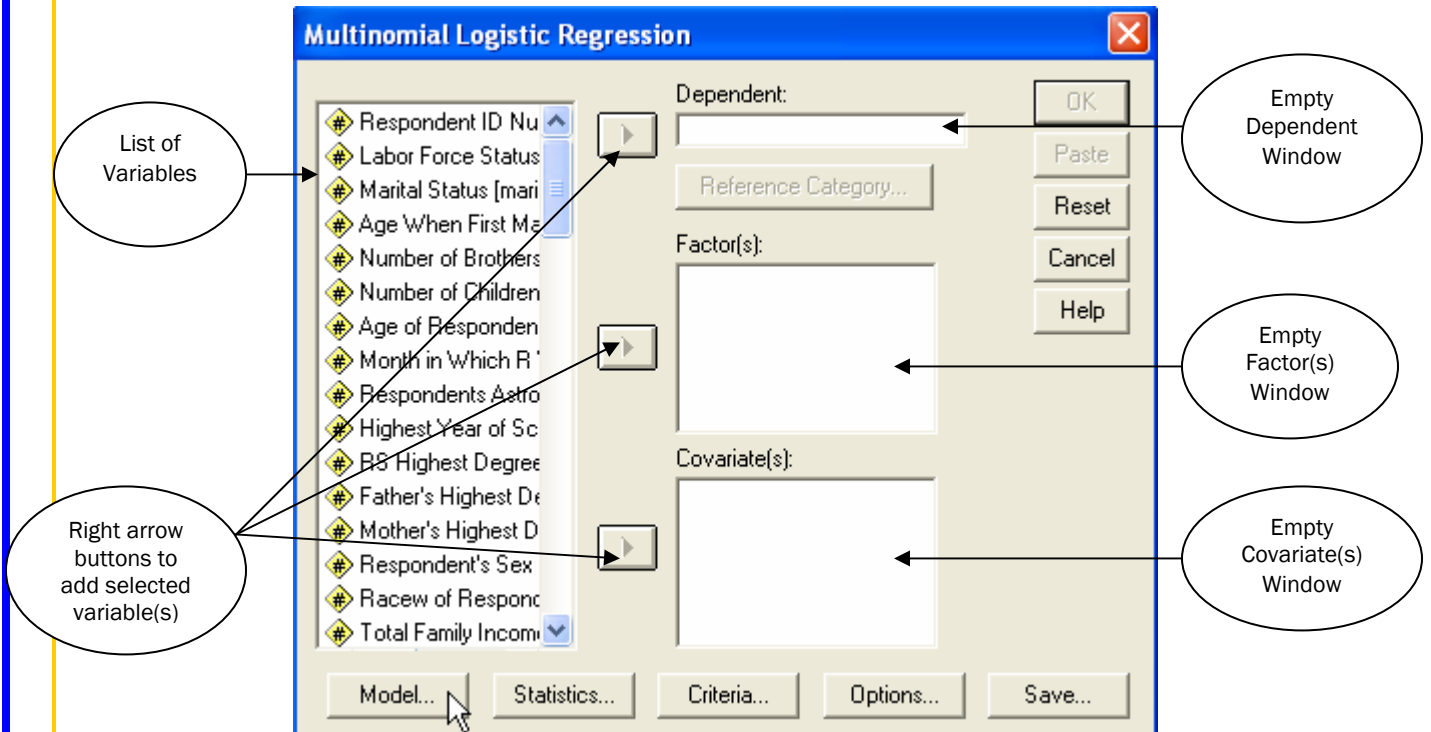 Multinomial Logistic Regression
List of
Variables
Respondent ID Nu
Labor Force Status
Marital Status [mari
Age When First Ma
Number of Brothers
Number of Children
Age of Responden
Month in Which R
Respondents Astro
Highest Year of Sc
RS Highest Degree
Father's Highest De
Mother's Highest D
Respondent's Sex
Racew of Respond
Total Family Incom
Right arrow
buttons to
add selected
variable(s)
Dependent:
Reference Category...
Factor(s):
Covariate(s):
OK
Paste
Reset
Cancel
Help
Empty
Dependent
Window
Empty
Factor(s)
Window
Empty
Covariate(s)
Window
Model...
Statistics...
Criteria...
Options...
Save...